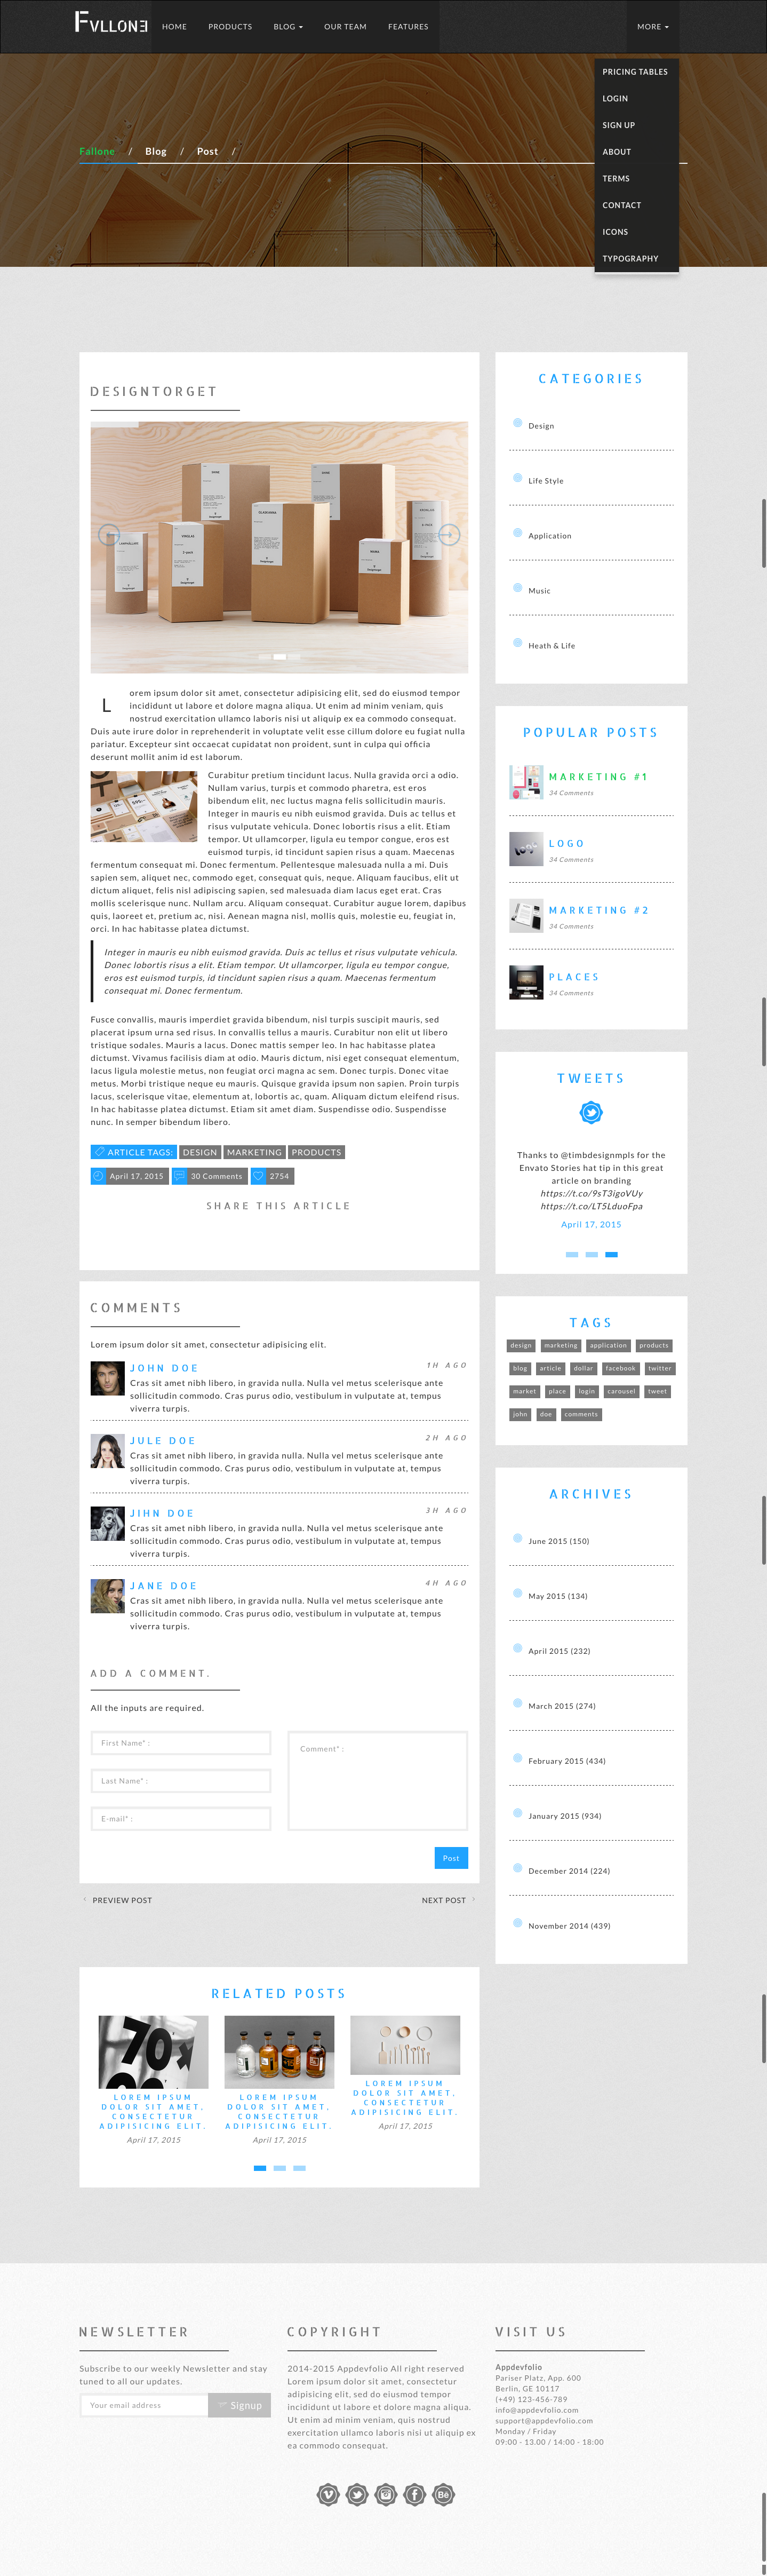 FVLLONE
HOME PRODUCTS BLOG OUR TEAM FEATURES MORE
PRICING TABLES
LOGIN
SIGN UP
ABOUT
TERMS
CONTACT
ICONS
TYPOGRAPHY
Fallone / Blog / Post /
DESIGNTORGET
Lorem ipsum dolor sit amet, consectetur adipisicing elit, sed do eiusmod tempor
incididunt ut labore et dolore magna aliqua. Ut enim ad minim veniam, quis
nostrud exercitation ullamco laboris nisi ut aliquip ex ea commodo consequat.
Duis aute irure dolor in reprehenderit in voluptate velit esse cillum dolore eu fugiat nulla
pariatur. Excepteur sint occaecat cupidatat non proident, sunt in culpa qui officia
deserunt mollit anim id est laborum.
Curabitur pretium tincidunt lacus. Nulla gravida orci a odio.
Nullam varius, turpis et commodo pharetra, est eros
bibendum elit, nec luctus magna felis sollicitudin mauris.
Integer in mauris eu nibh euismod gravida. Duis ac tellus et
risus vulputate vehicula. Donec lobortis risus a elit. Etiam
tempor. Ut ullamcorper, ligula eu tempor congue, eros est
euismod turpis, id tincidunt sapien risus a quam. Maecenas
fermentum consequat mi. Donec fermentum. Pellentesque malesuada nulla a mi. Duis
sapien sem, aliquet nec, commodo eget, consequat quis, neque. Aliquam faucibus, elit ut
dictum aliquet, felis nisl adipiscing sapien, sed malesuada diam lacus eget erat. Cras
mollis scelerisque nunc. Nullam arcu. Aliquam consequat. Curabitur augue lorem, dapibus
quis, laoreet et, pretium ac, nisi. Aenean magna nisl, mollis quis, molestie eu, feugiat in,
orci. In hac habitasse platea dictumst.
Integer in mauris eu nibh euismod gravida. Duis ac tellus et risus vulputate vehicula.
Donec lobortis risus a elit. Etiam tempor. Ut ullamcorper, ligula eu tempor congue,
eros est euismod turpis, id tincidunt sapien risus a quam. Maecenas fermentum
consequat mi. Donec fermentum.
Fusce convallis, mauris imperdiet gravida bibendum, nisl turpis suscipit mauris, sed
placerat ipsum urna sed risus. In convallis tellus a mauris. Curabitur non elit ut libero
tristique sodales. Mauris a lacus. Donec mattis semper leo. In hac habitasse platea
dictumst. Vivamus facilisis diam at odio. Mauris dictum, nisi eget consequat elementum,
lacus ligula molestie metus, non feugiat metus ac sem. Donec turpis. Donec vitae
metus. Morbi tristique neque eu mauris. Quisque gravida ipsum non sapien. Proin turpis
lacus, scelerisque vitae, elementum at, lobortis ac, quam. Aliquam dictum eleifend risus.
In hac habitasse platea dictumst. Etiam sit amet diam. Suspendisse odio. Suspendisse
nunc. In semper bibendum libero.
ARTICLE TAGS: DESIGN MARKETING PRODUCTS
April 17, 2015 30 Comments 2754
SHARE THIS ARTICLE
COMMENTS
Lorem ipsum dolor sit amet, consectetur adipisicing elit.
JOHN DOE 1H AGO
Cras sit amet nibh libero, in gravida nulla. Nulla vel metus scelerisque ante
sollicitudin commodo. Cras purus odio, vestibulum in vulputate at, tempus
viverra turpis.
JULE DOE 2H AGO
Cras sit amet nibh libero, in gravida nulla. Nulla vel metus scelerisque ante
sollicitudin commodo. Cras purus odio, vestibulum in vulputate at, tempus
viverra turpis.
JIHN DOE 3H AGO
Cras sit amet nibh libero, in gravida nulla. Nulla vel metus scelerisque ante
sollicitudin commodo. Cras purus odio, vestibulum in vulputate at, tempus
viverra turpis.
JANE DOE 4H AGO
Cras sit amet nibh libero, in gravida nulla. Nulla vel metus scelerisque ante
sollicitudin commodo. Cras purus odio, vestibulum in vulputate at, tempus
viverra turpis.
ADD A COMMENT.
All the inputs are required.
First Name* :
Last Name* :
E-mail* :
Comment* :
Post
PREVIEW POST NEXT POST
RELATED POSTS
70%
LOREM IPSUM
DOLOR SIT AMET,
CONSECTETUR
ADIPISICING ELIT.
April 17, 2015
LOREM IPSUM
DOLOR SIT AMET,
CONSECTETUR
ADIPISICING ELIT.
April 17, 2015
LOREM IPSUM
DOLOR SIT AMET,
CONSECTETUR
ADIPISICING ELIT.
April 17, 2015
CATEGORIES
Design
Life Style
Application
Music
Heath & Life
POPULAR POSTS
MARKETING #1
34 Comments
LOGO
34 Comments
MARKETING #2
34 Comments
PLACES
34 Comments
TWEETS
Thanks to @timbdesignmpls for the
Envato Stories hat tip in this great
article on branding
https://t.co/9sT3igoVUy
https://t.co/LT5LduoFpa
April 17, 2015
TAGS
design marketing application products
blog article dollar facebook twitter
market place login carousel tweet
john doe comments
ARCHIVES
June 2015 (150)
May 2015 (134)
April 2015 (232)
March 2015 (274)
February 2015 (434)
January 2015 (934)
December 2014 (224)
November 2014 (439)
NEWSLETTER
Subscribe to our weekly Newsletter and stay
tuned to all our updates.
Your email address Signup
COPYRIGHT
2014-2015 Appdevfolio All right reserved
Lorem ipsum dolor sit amet, consectetur
adipisicing elit, sed do eiusmod tempor
incididunt ut labore et dolore magna aliqua.
Ut enim ad minim veniam, quis nostrud
exercitation ullamco laboris nisi ut aliquip ex
ea commodo consequat.
VISIT US
Appdevfolio
Pariser Platz, App. 600
Berlin, GE 10117
(+49) 123-456-789
info@appdevfolio.com
support@appdevfolio.com
Monday / Friday
09:00 - 13.00 / 14:00 - 18:00